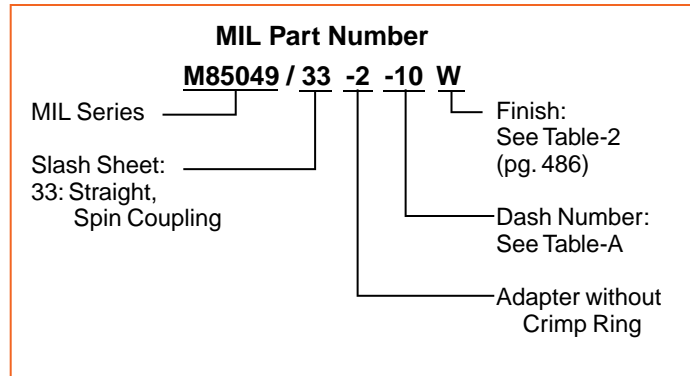 MIL Part Number
M85049 / 33 -2 -10 W
MIL Series
Slash Sheet:
33: Straight,
Spin Coupling
Finish:
See Table-2
(pg. 486)
Dash Number:
See Table-A
Adapter without
Crimp Ring